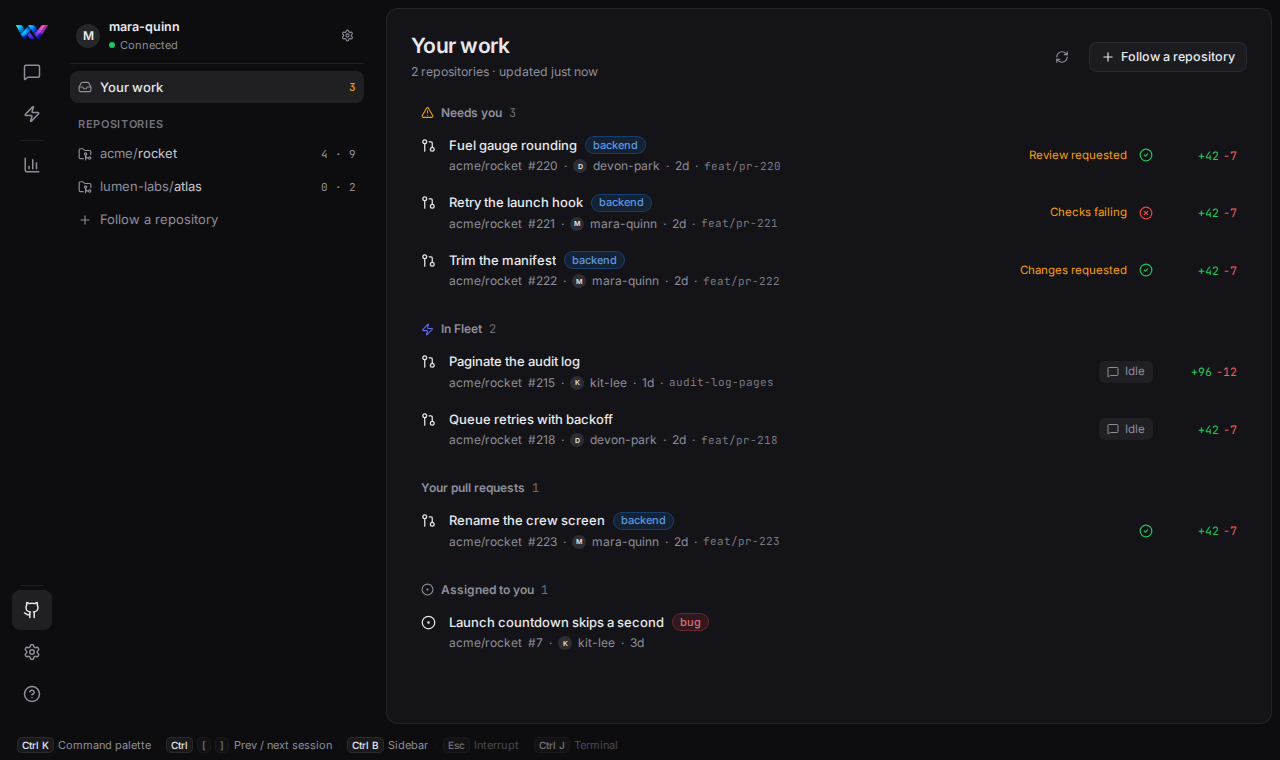 M mara-quinn
Connected
Your work 3
REPOSITORIES
acme/rocket 4 · 9
lumen-labs/atlas 0 · 2
Follow a repository
Your work
2 repositories · updated just now
Follow a repository
Needs you 3
Fuel gauge rounding backend
acme/rocket #220 · D devon-park · 2d · feat/pr-220
Review requested +42 -7
Retry the launch hook backend
acme/rocket #221 · M mara-quinn · 2d · feat/pr-221
Checks failing +42 -7
Trim the manifest backend
acme/rocket #222 · M mara-quinn · 2d · feat/pr-222
Changes requested +42 -7
In Fleet 2
Paginate the audit log
acme/rocket #215 · K kit-lee · 1d · audit-log-pages
Idle +96 -12
Queue retries with backoff
acme/rocket #218 · D devon-park · 2d · feat/pr-218
Idle +42 -7
Your pull requests 1
Rename the crew screen backend
acme/rocket #223 · M mara-quinn · 2d · feat/pr-223
+42 -7
Assigned to you 1
Launch countdown skips a second bug
acme/rocket #7 · K kit-lee · 3d
Ctrl K Command palette Ctrl [ ] Prev / next session Ctrl B Sidebar Esc Interrupt Ctrl J Terminal